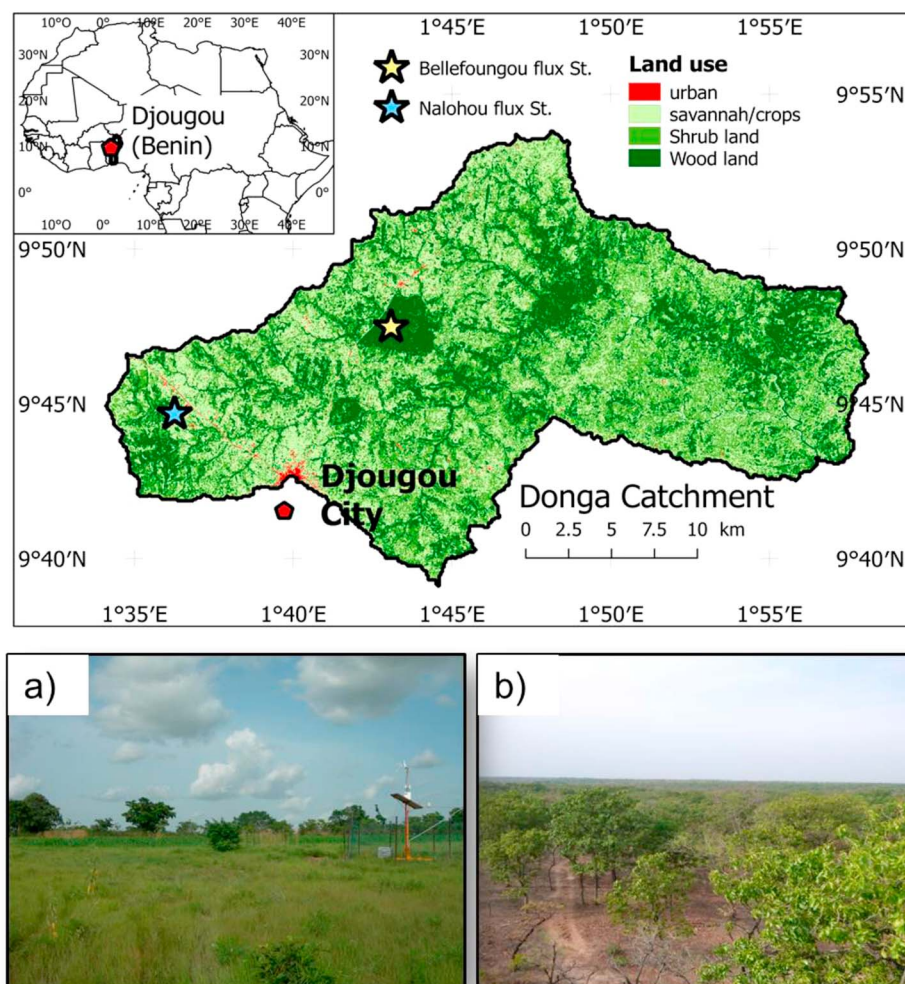 10°O 0° 10°E 20°E 30°E 40°E
30°N 30°N
20°N 20°N
Djougou
(Benin)
10°N 10°N
0° 0°
10°O 0° 10°E 20°E 30°E 40°E
1°45′E 1°50′E 1°55′E
Bellefoungou flux St.
Nalohou flux St.
Land use
urban
savannah/crops
Shrub land
Wood land
9°55′N
9°50′N 9°50′N
9°45′N 9°45′N
Djougou
City
Donga Catchment
0 2.5 5 7.5 10 km
9°40′N 9°40′N
1°35′E 1°40′E 1°45′E 1°50′E 1°55′E
a) b)